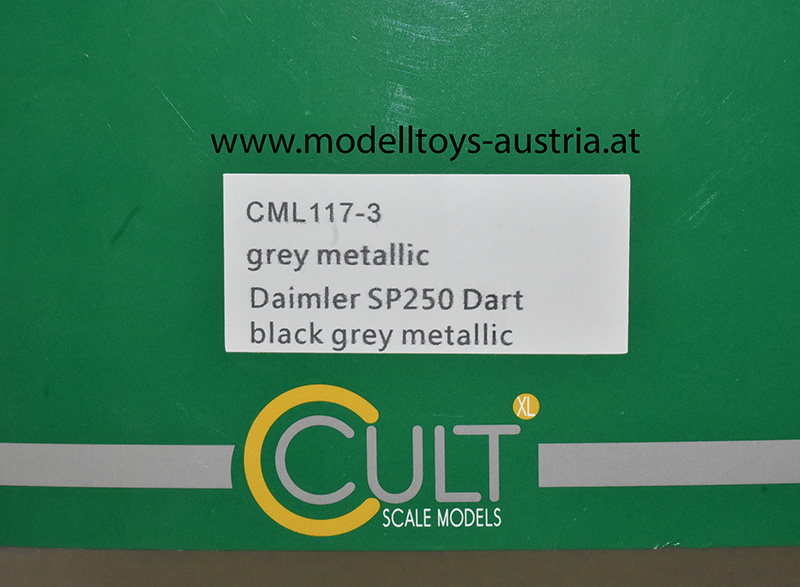 www.modelltoys-austria.at
CML117-3
grey metallic
Daimler SP250 Dart
black grey metallic
CULT XL
SCALE MODELS